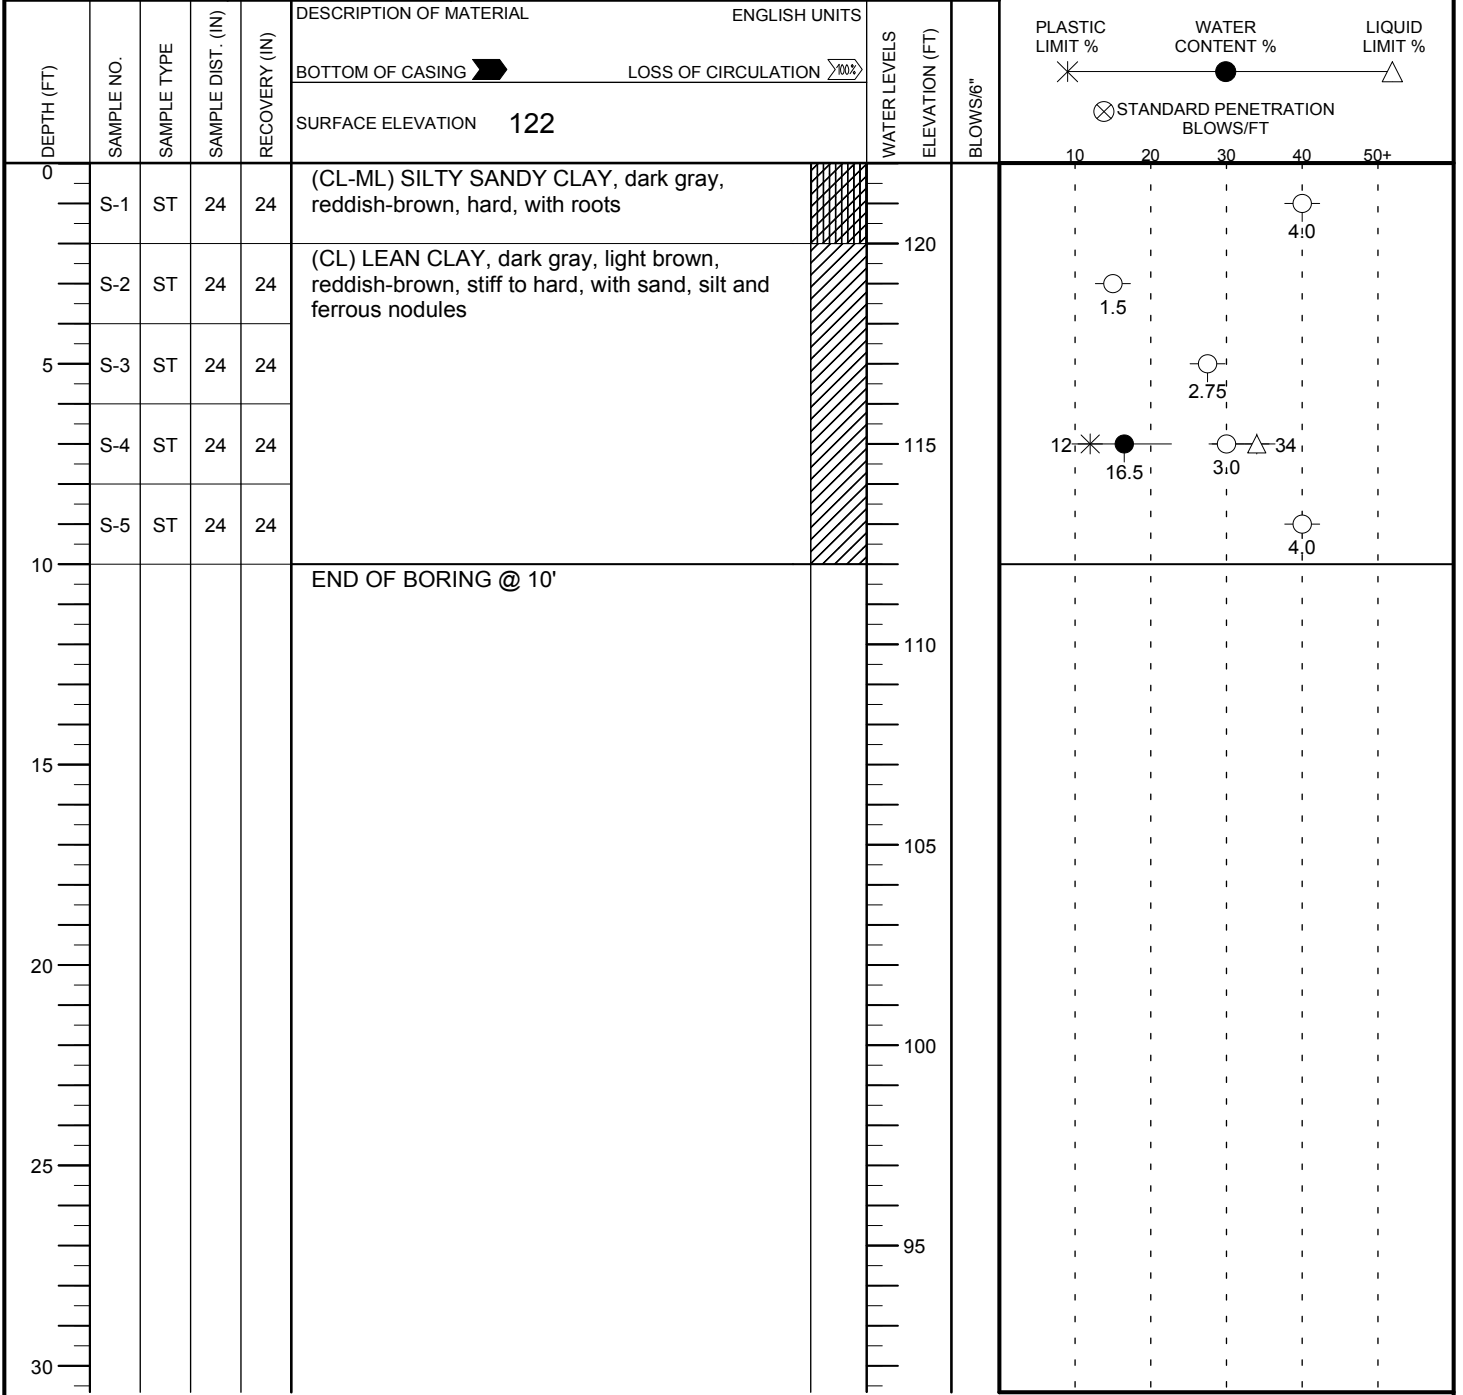 DEPTH (FT)
SAMPLE NO.
SAMPLE TYPE
SAMPLE DIST. (IN)
RECOVERY (IN)
DESCRIPTION OF MATERIAL ENGLISH UNITS
BOTTOM OF CASING LOSS OF CIRCULATION 100%
SURFACE ELEVATION 122
WATER LEVELS
ELEVATION (FT)
BLOWS/6"
PLASTIC WATER LIQUID
LIMIT % CONTENT % LIMIT %
STANDARD PENETRATION
BLOWS/FT
10 20 30 40 50+
0
(CL-ML) SILTY SANDY CLAY, dark gray,
S-1 ST 24 24 reddish-brown, hard, with roots
4.0
120
(CL) LEAN CLAY, dark gray, light brown,
S-2 ST 24 24 reddish-brown, stiff to hard, with sand, silt and
ferrous nodules
1.5
5 S-3 ST 24 24
2.75
S-4 ST 24 24 115 12 34
16.5 3.0
S-5 ST 24 24
4.0
10
END OF BORING @ 10'
110
15
105
20
100
25
95
30